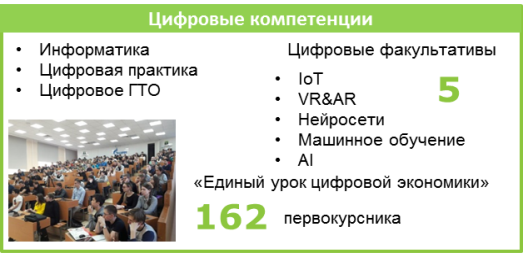 Цифровые компетенции
• Информатика
• Цифровая практика
• Цифровое ГТО
Цифровые факультативы
• IoT
• VR&AR
• Нейросети
• Машинное обучение
• AI
5
«Единый урок цифровой экономики»
162 первокурсника